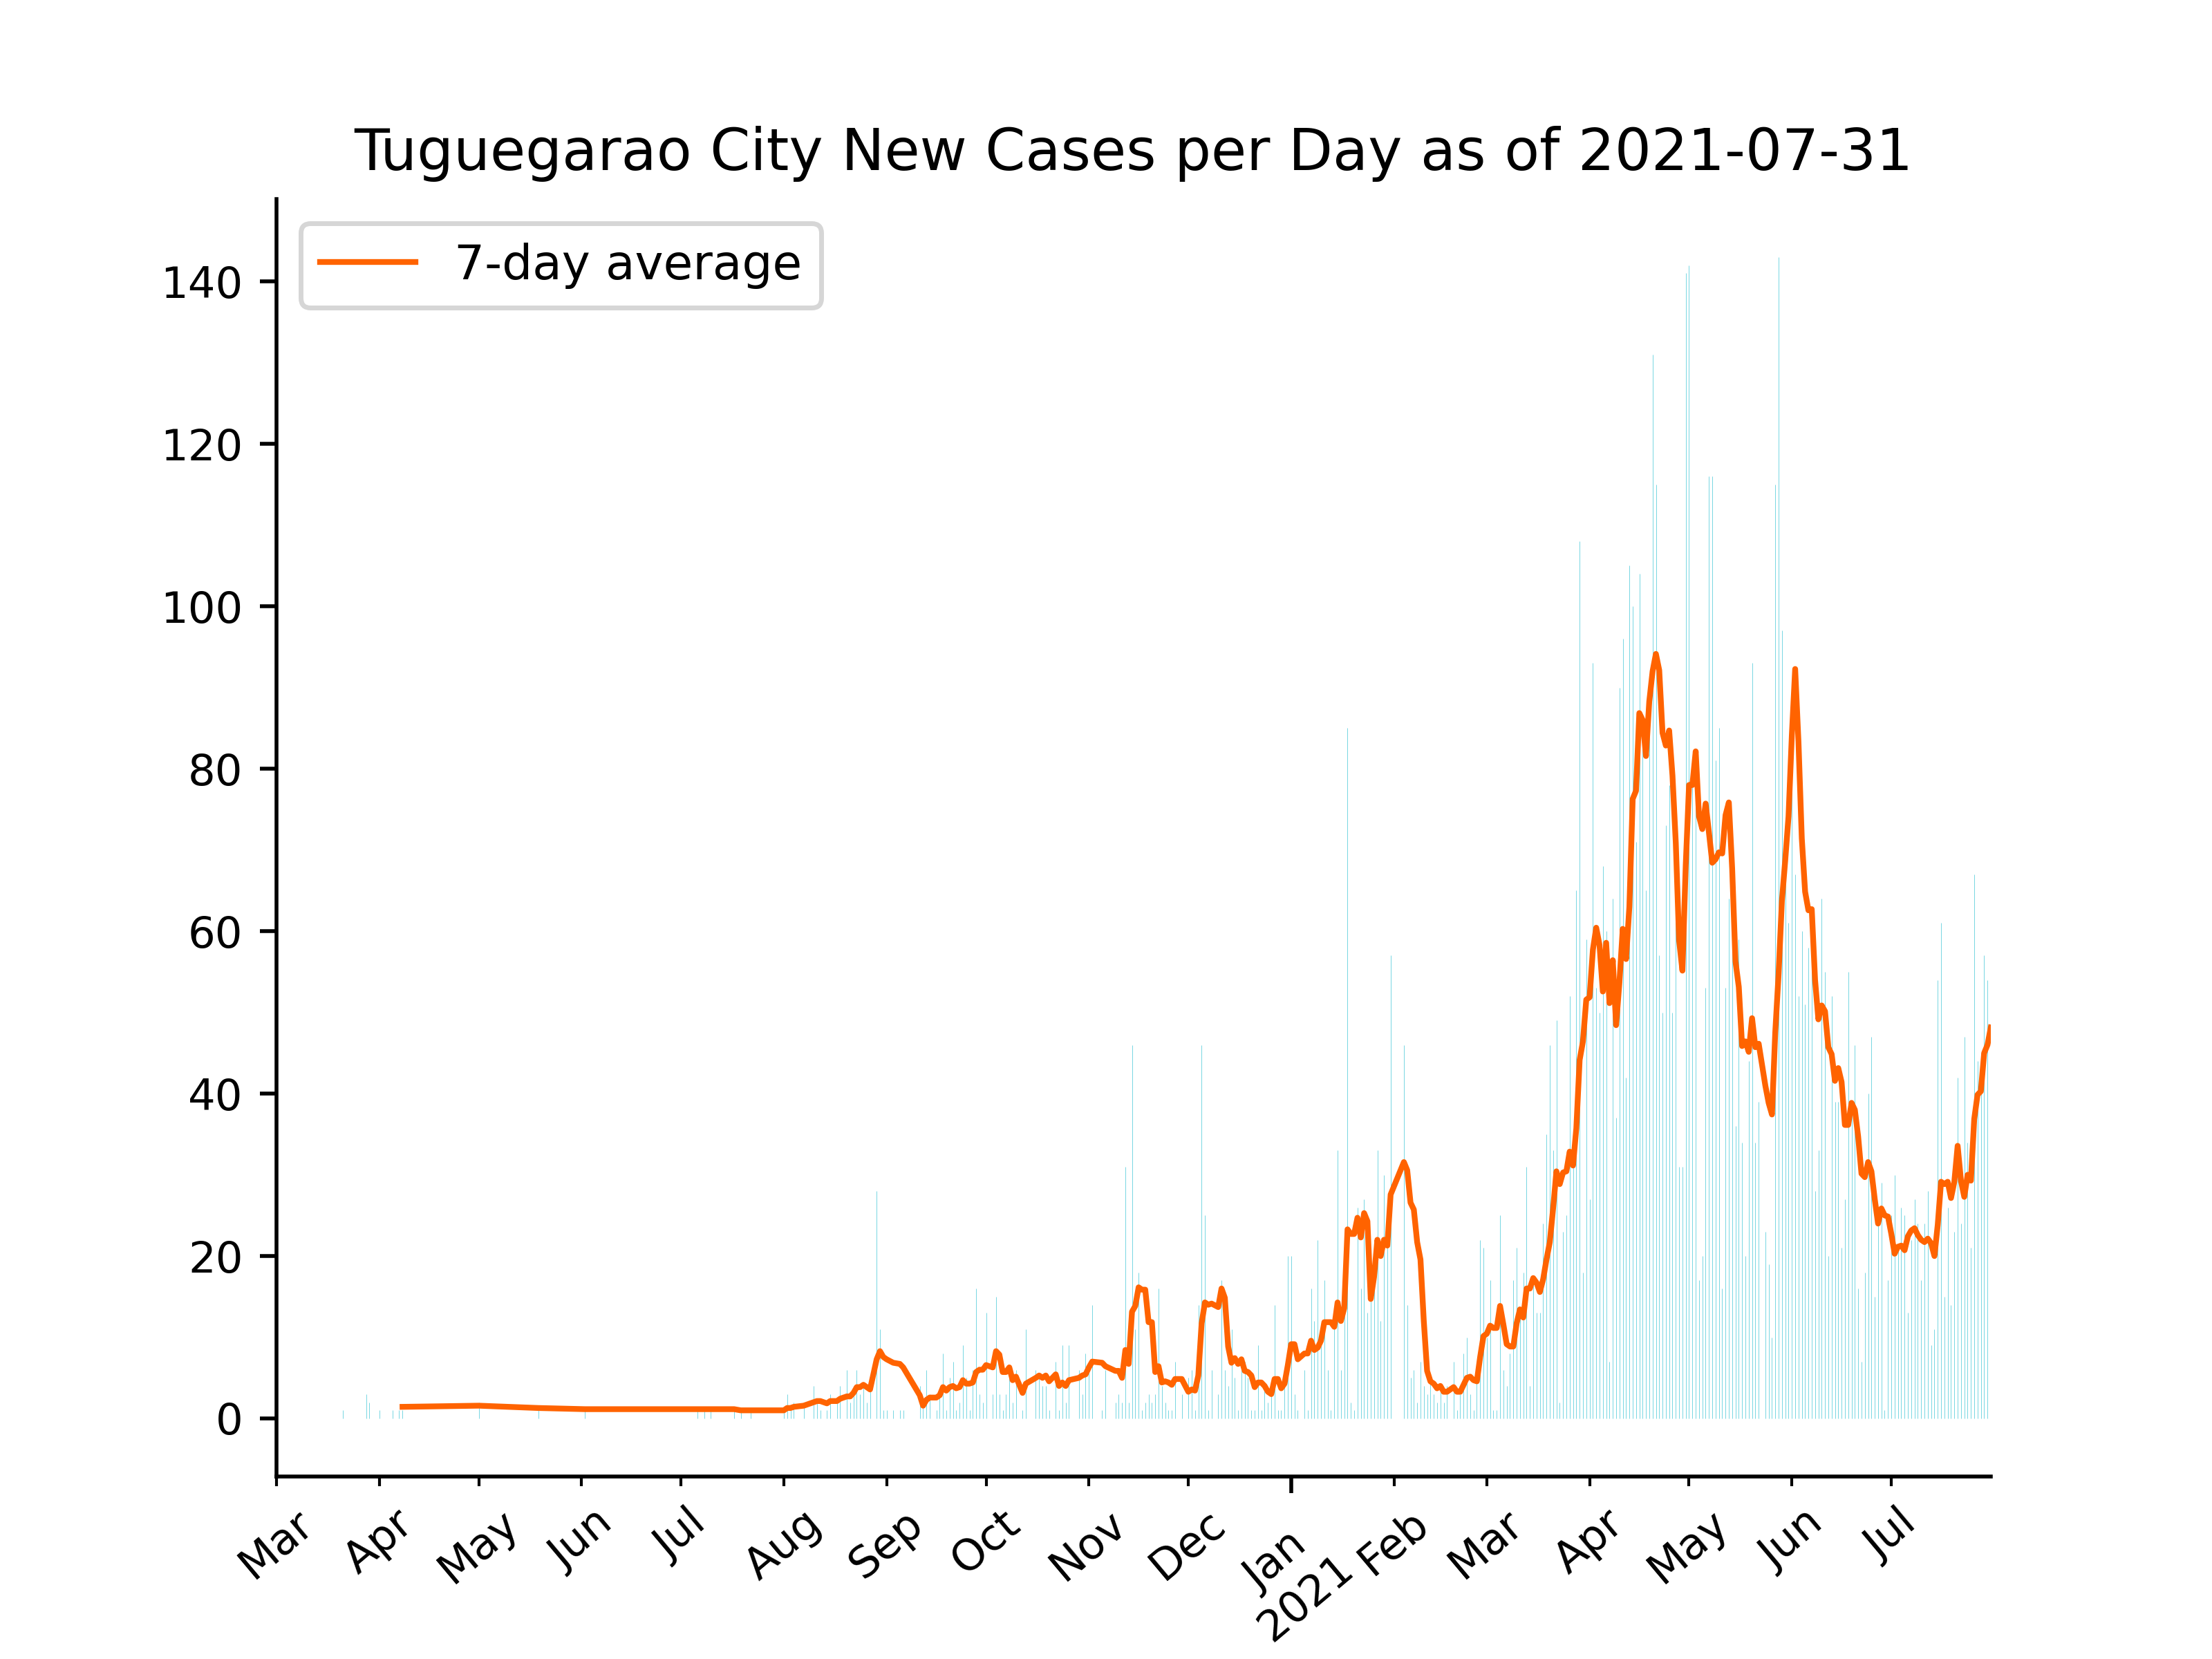 Tuguegarao City New Cases per Day as of 2021-07-31
7-day average
140
120
100
80
60
40
20
0
Mar
Apr
May
Jun
Jul
Aug
Sep
Oct
Nov
Dec
Jan
2021
Feb
Mar
Apr
May
Jun
Jul